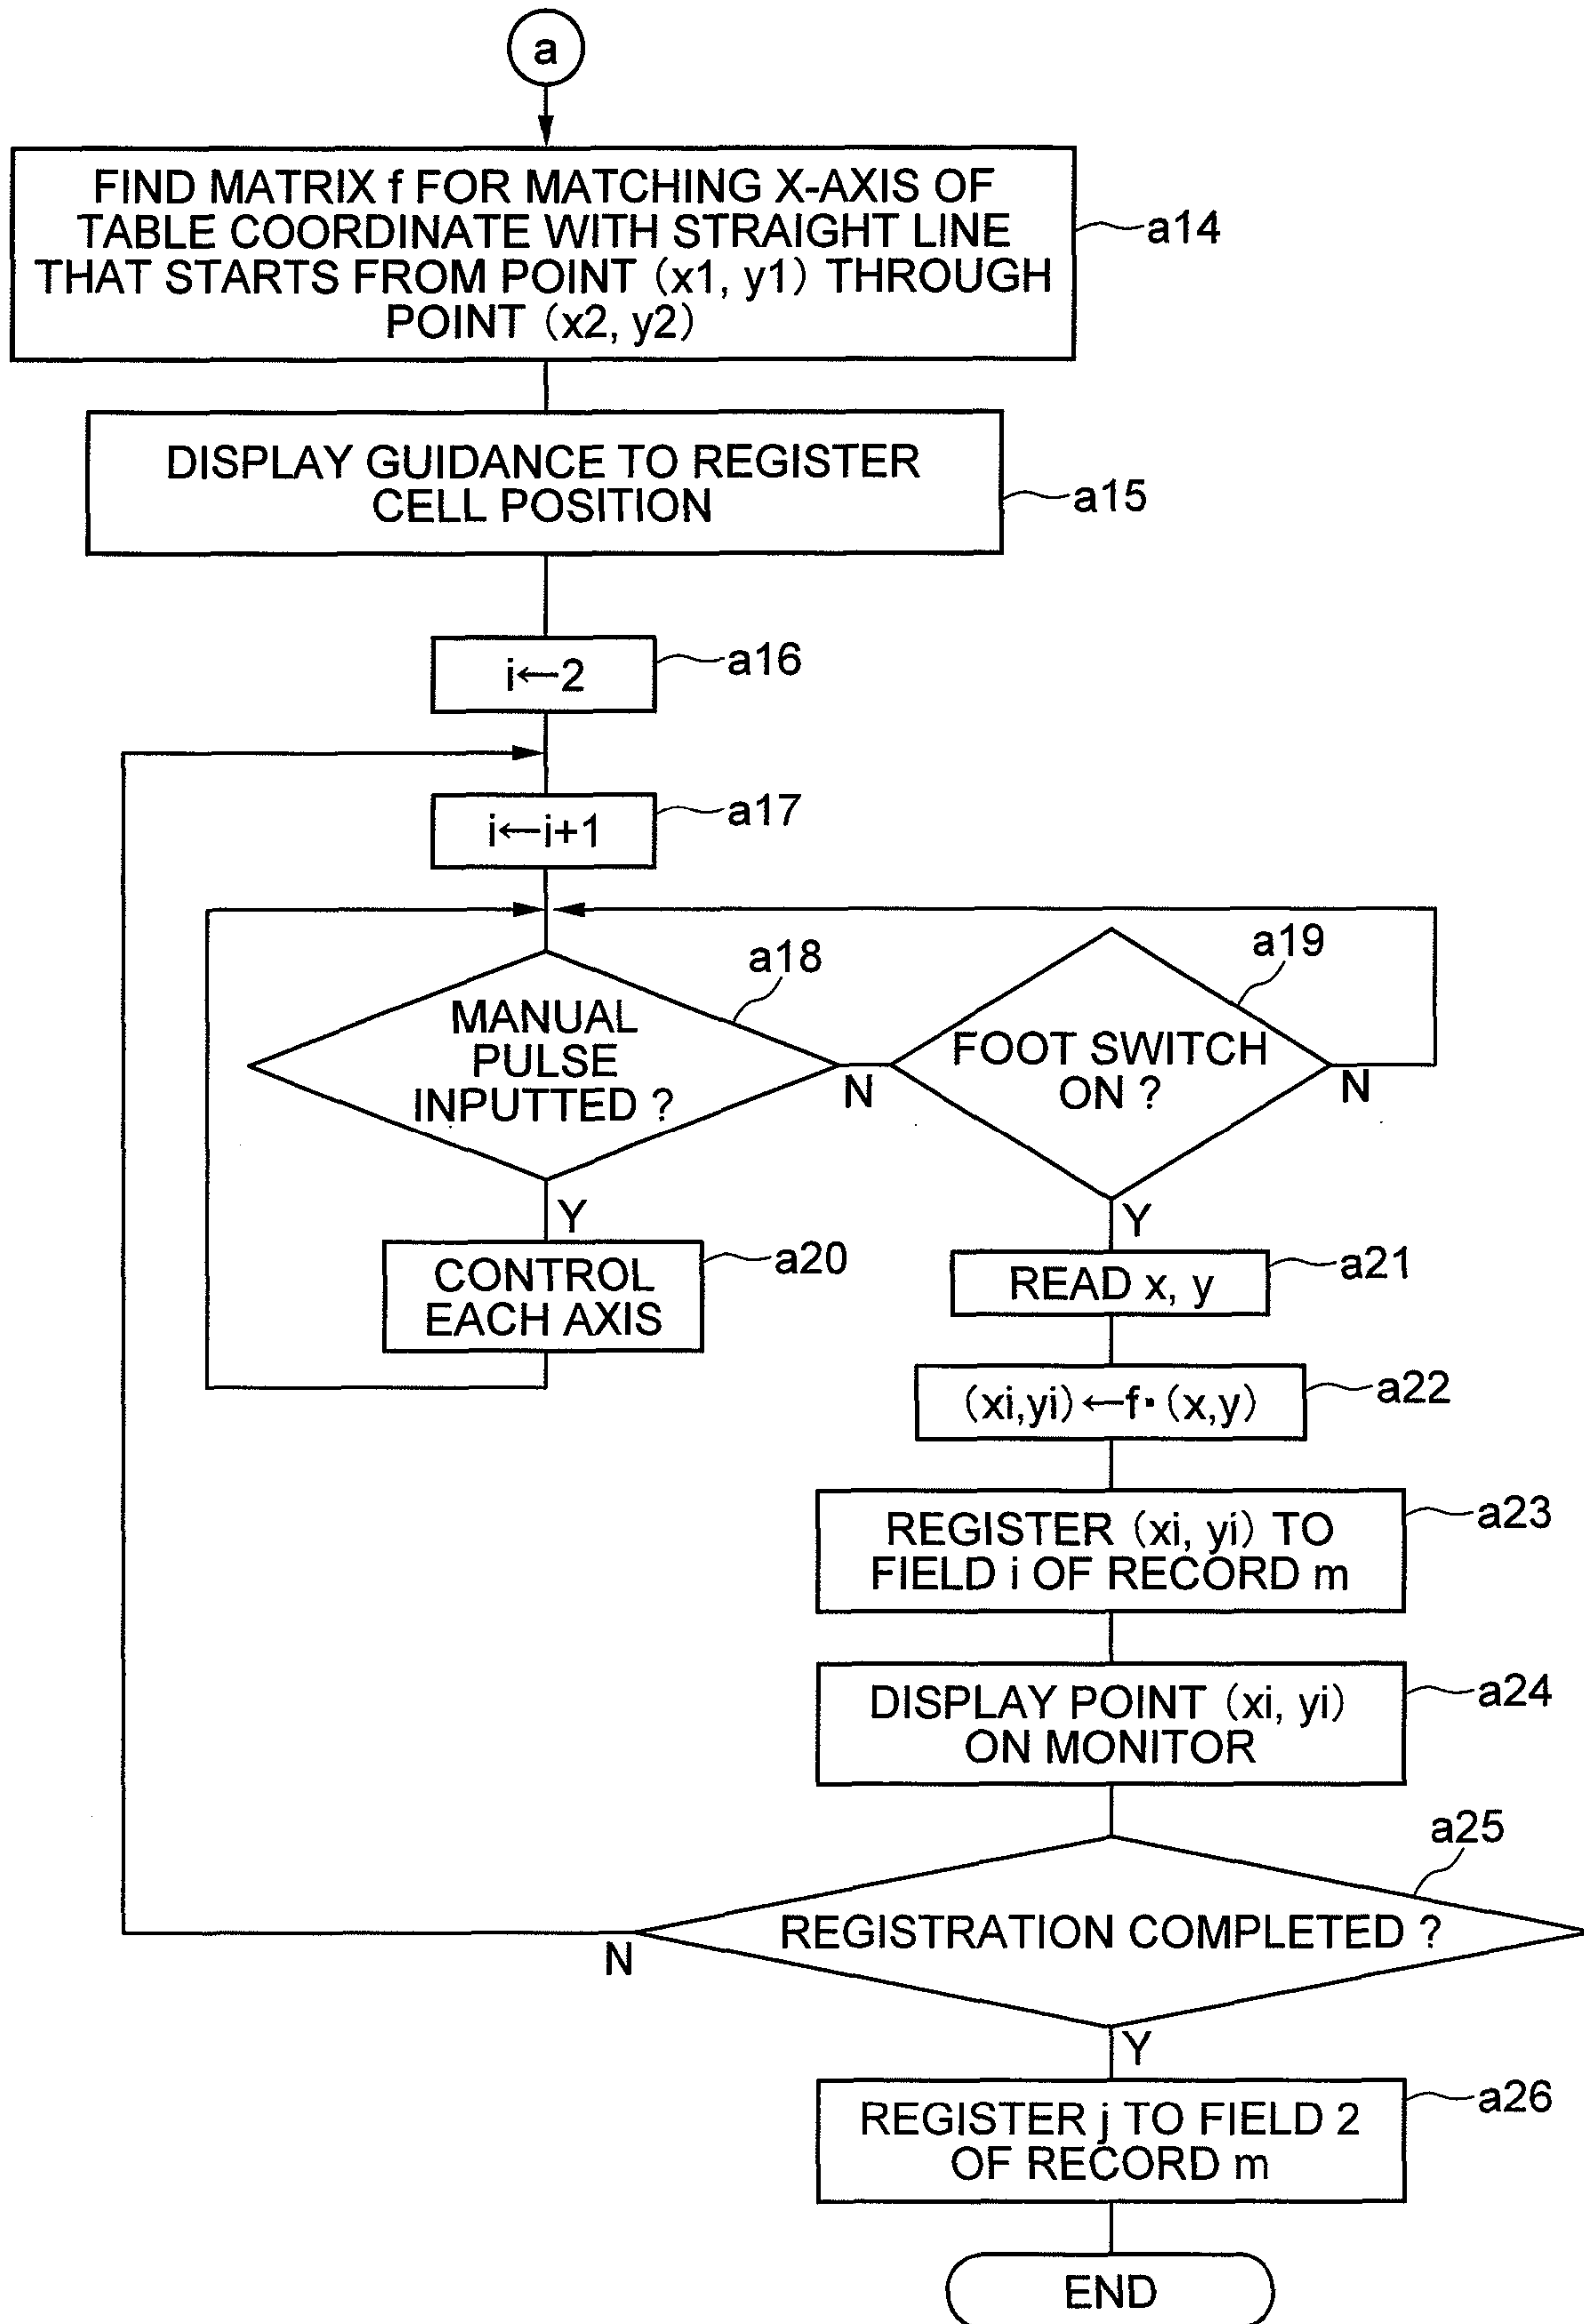 a
FIND MATRIX f FOR MATCHING X-AXIS OF
TABLE COORDINATE WITH STRAIGHT LINE
THAT STARTS FROM POINT (x1, y1) THROUGH
POINT (x2, y2)
a14
DISPLAY GUIDANCE TO REGISTER
CELL POSITION
a15
i←2
a16
i←i+1
a17
MANUAL
PULSE
INPUTTED ?
a18
N
Y
FOOT SWITCH
ON ?
a19
N
Y
CONTROL
EACH AXIS
a20
READ x, y
a21
(xi,yi)←f·(x,y)
a22
REGISTER (xi, yi) TO
FIELD i OF RECORD m
a23
DISPLAY POINT (xi, yi)
ON MONITOR
a24
REGISTRATION COMPLETED ?
a25
N
Y
REGISTER j TO FIELD 2
OF RECORD m
a26
END